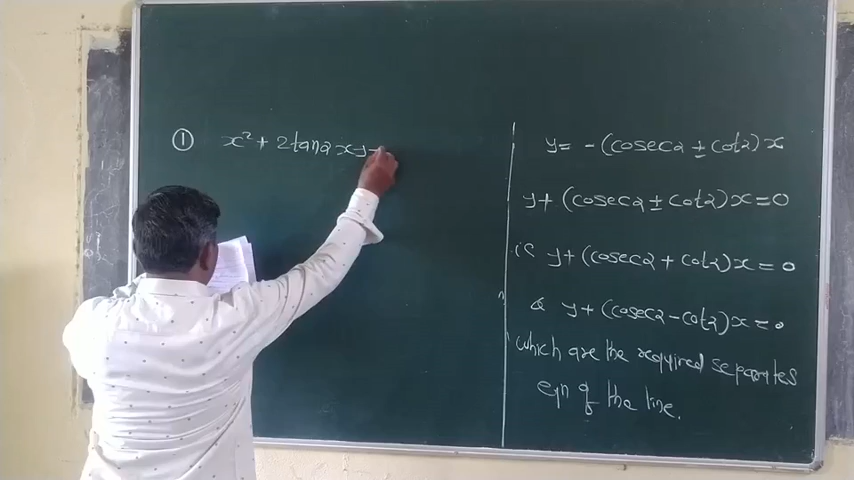 ① x² + 2tanα xy -
y = - (cosecα ± cotα)x
y + (cosecα ± cotα)x = 0
ie y + (cosecα + cotα)x = 0
& y + (cosecα - cotα)x = 0
which are the required separates
eqn of the line.